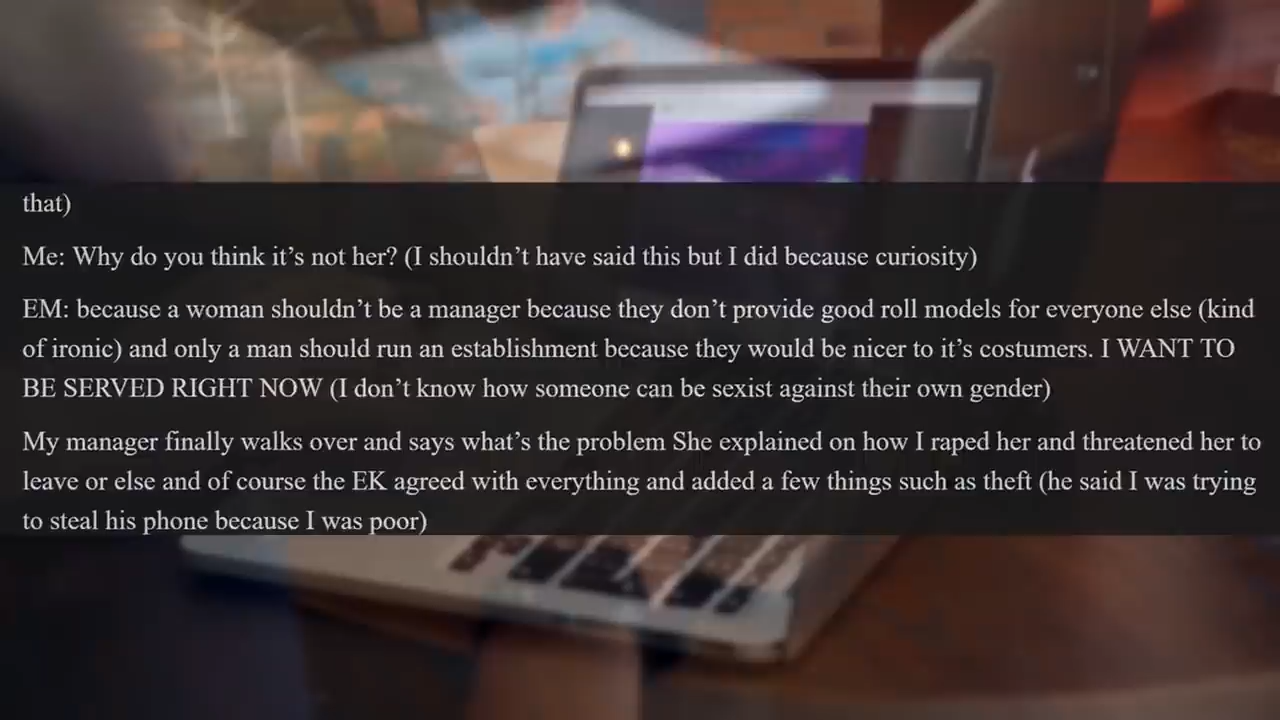 that)
Me: Why do you think it’s not her? (I shouldn’t have said this but I did because curiosity)
EM: because a woman shouldn’t be a manager because they don’t provide good roll models for everyone else (kind
of ironic) and only a man should run an establishment because they would be nicer to it’s costumers. I WANT TO
BE SERVED RIGHT NOW (I don’t know how someone can be sexist against their own gender)
My manager finally walks over and says what’s the problem She explained on how I raped her and threatened her to
leave or else and of course the EK agreed with everything and added a few things such as theft (he said I was trying
to steal his phone because I was poor)